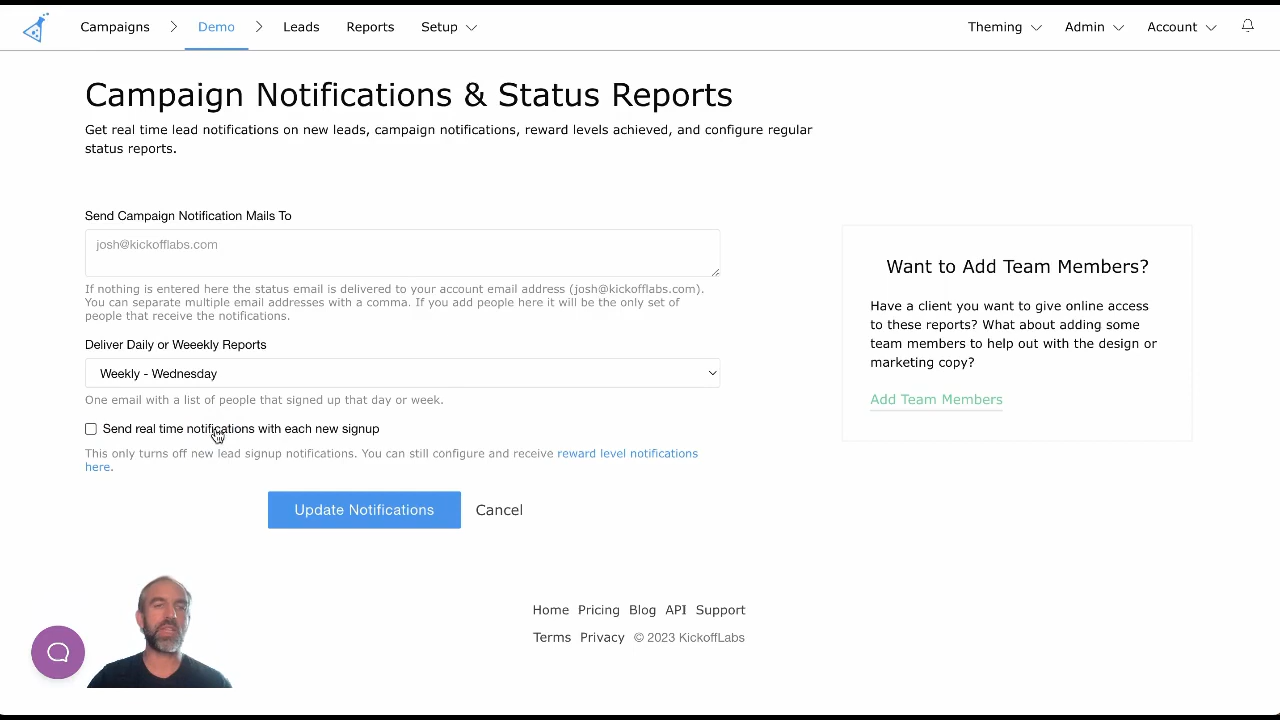 Campaigns
Demo
Leads
Reports
Setup
Theming
Admin
Account
Campaign Notifications & Status Reports
Get real time lead notifications on new leads, campaign notifications, reward levels achieved, and configure regular
status reports.
Send Campaign Notification Mails To
josh@kickofflabs.com
If nothing is entered here the status email is delivered to your account email address (josh@kickofflabs.com).
You can separate multiple email addresses with a comma. If you add people here it will be the only set of
people that receive the notifications.
Deliver Daily or Weeekly Reports
Weekly - Wednesday
One email with a list of people that signed up that day or week.
Send real time notifications with each new signup
This only turns off new lead signup notifications. You can still configure and receive reward level notifications
here.
Update Notifications
Cancel
Want to Add Team Members?
Have a client you want to give online access
to these reports? What about adding some
team members to help out with the design or
marketing copy?
Add Team Members
Home Pricing Blog API Support
Terms Privacy © 2023 KickoffLabs